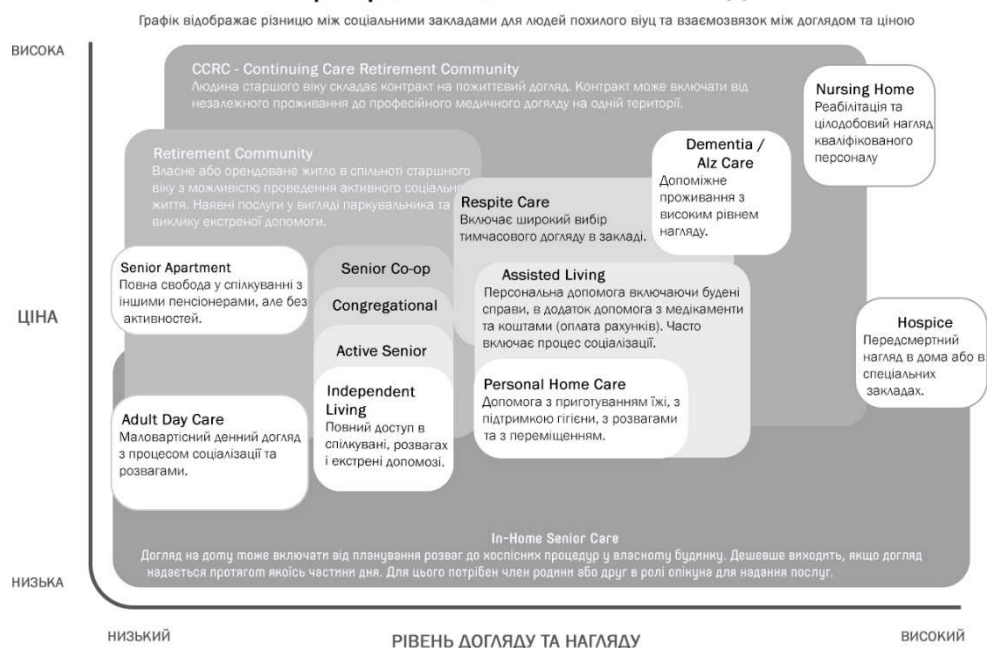 Графік відображає різницю між соціальними закладами для людей похилого віуц та взаємозвязок між доглядом та ціною
ВИСОКА
CCRC - Continuing Care Retirement Community
Людина старшого віку складає контракт на пожиттєвий догляд. Контракт може включати від
незалежного проживання до професійного медичного догялду на одній території.
Nursing Home
Реабілітація та
цілодобовий нагляд
кваліфікованого
персоналу
Retirement Community
Власне або орендоване житло в спільноті старшного
віку з можливістю проведення активного соціально
життя. Наявні послуги у вигляді паркувальника та
виклику екстреної допомоги.
Dementia /
Alz Care
Допоміжне
проживання з
високим рівнем
нагляду.
Respite Care
Включає широкий вибір
тимчасового догляду в закладі.
Senior Apartment
Повна свобода у спілкуванні з
іншими пенсіонерами, але без
активностей.
Senior Co-op
Congregational
Active Senior
Assisted Living
Персональна допомога включаючи будені
справи, в додаток допомога з медікаменти
та коштами (оплата рахунків). Часто
включає процес соціалізації.
ЦІНА
Hospice
Передсмертний
нагляд в дома або в
спеціальних
закладах.
Independent
Living
Повний доступ в
спілкувані, розвагах
і екстрені допомозі.
Personal Home Care
Допомога з приготуванням їжі, з
підтримкою гігієни, з розвагами
та з переміщенням.
Adult Day Care
Маловартісний денний догляд
з процесом соціалізації та
розвагами.
In-Home Senior Care
Догляд на дому може включати від планування розваг до хоспісних процедур у власному будинку. Дешевше виходить, якщо догляд
надається протягом якоїсь частини дня. Для цього потрібен член родини або друг в ролі опікуна для надання послуг.
НИЗЬКА
НИЗЬКИЙ
РІВЕНЬ ДОГЛЯДУ ТА НАГЛЯДУ
ВИСОКИЙ